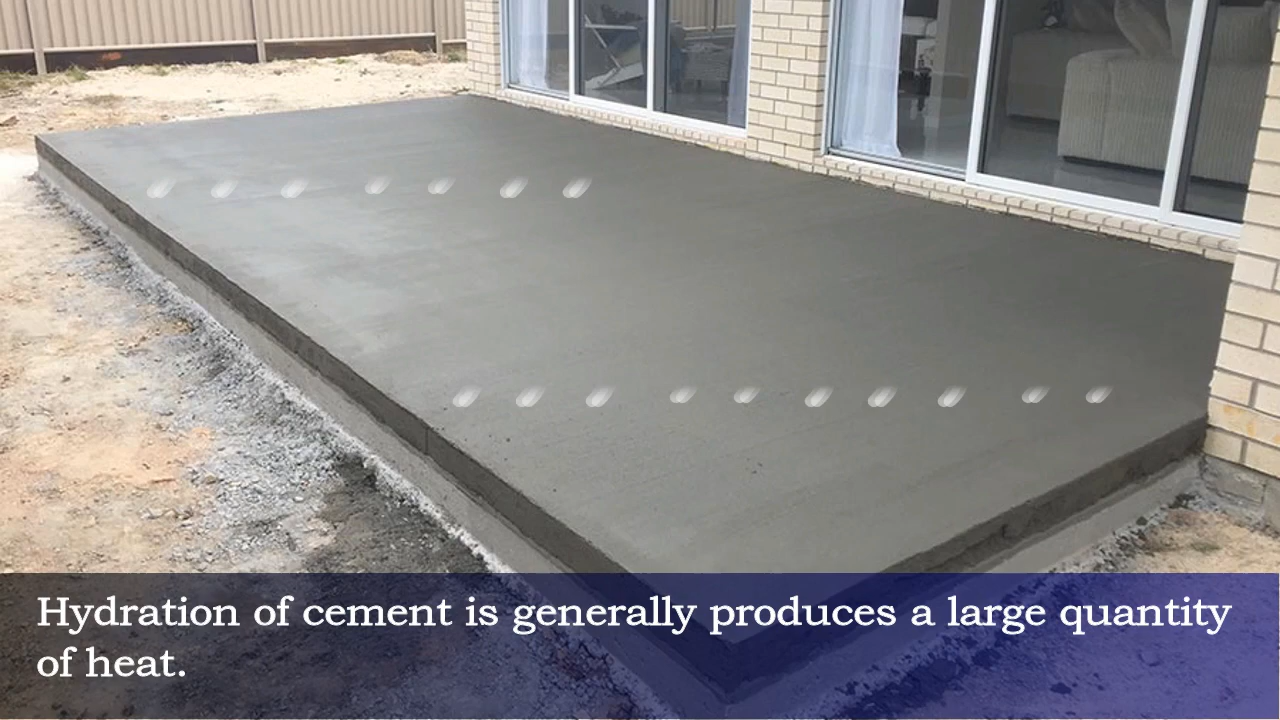 Hydration of cement is generally produces a large quantity
of heat.